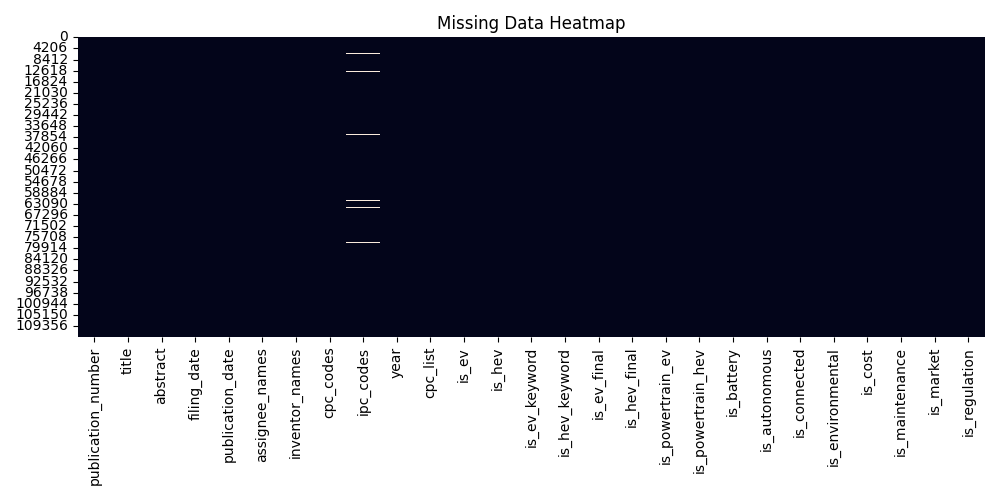 Missing Data Heatmap
0
4206
8412
12618
16824
21030
25236
29442
33648
37854
42060
46266
50472
54678
58884
63090
67296
71502
75708
79914
84120
88326
92532
96738
100944
105150
109356
publication_number
title
abstract
filing_date
publication_date
assignee_names
inventor_names
cpc_codes
ipc_codes
year
cpc_list
is_ev
is_hev
is_ev_keyword
is_hev_keyword
is_ev_final
is_hev_final
is_powertrain_ev
is_powertrain_hev
is_battery
is_autonomous
is_connected
is_environmental
is_cost
is_maintenance
is_market
is_regulation